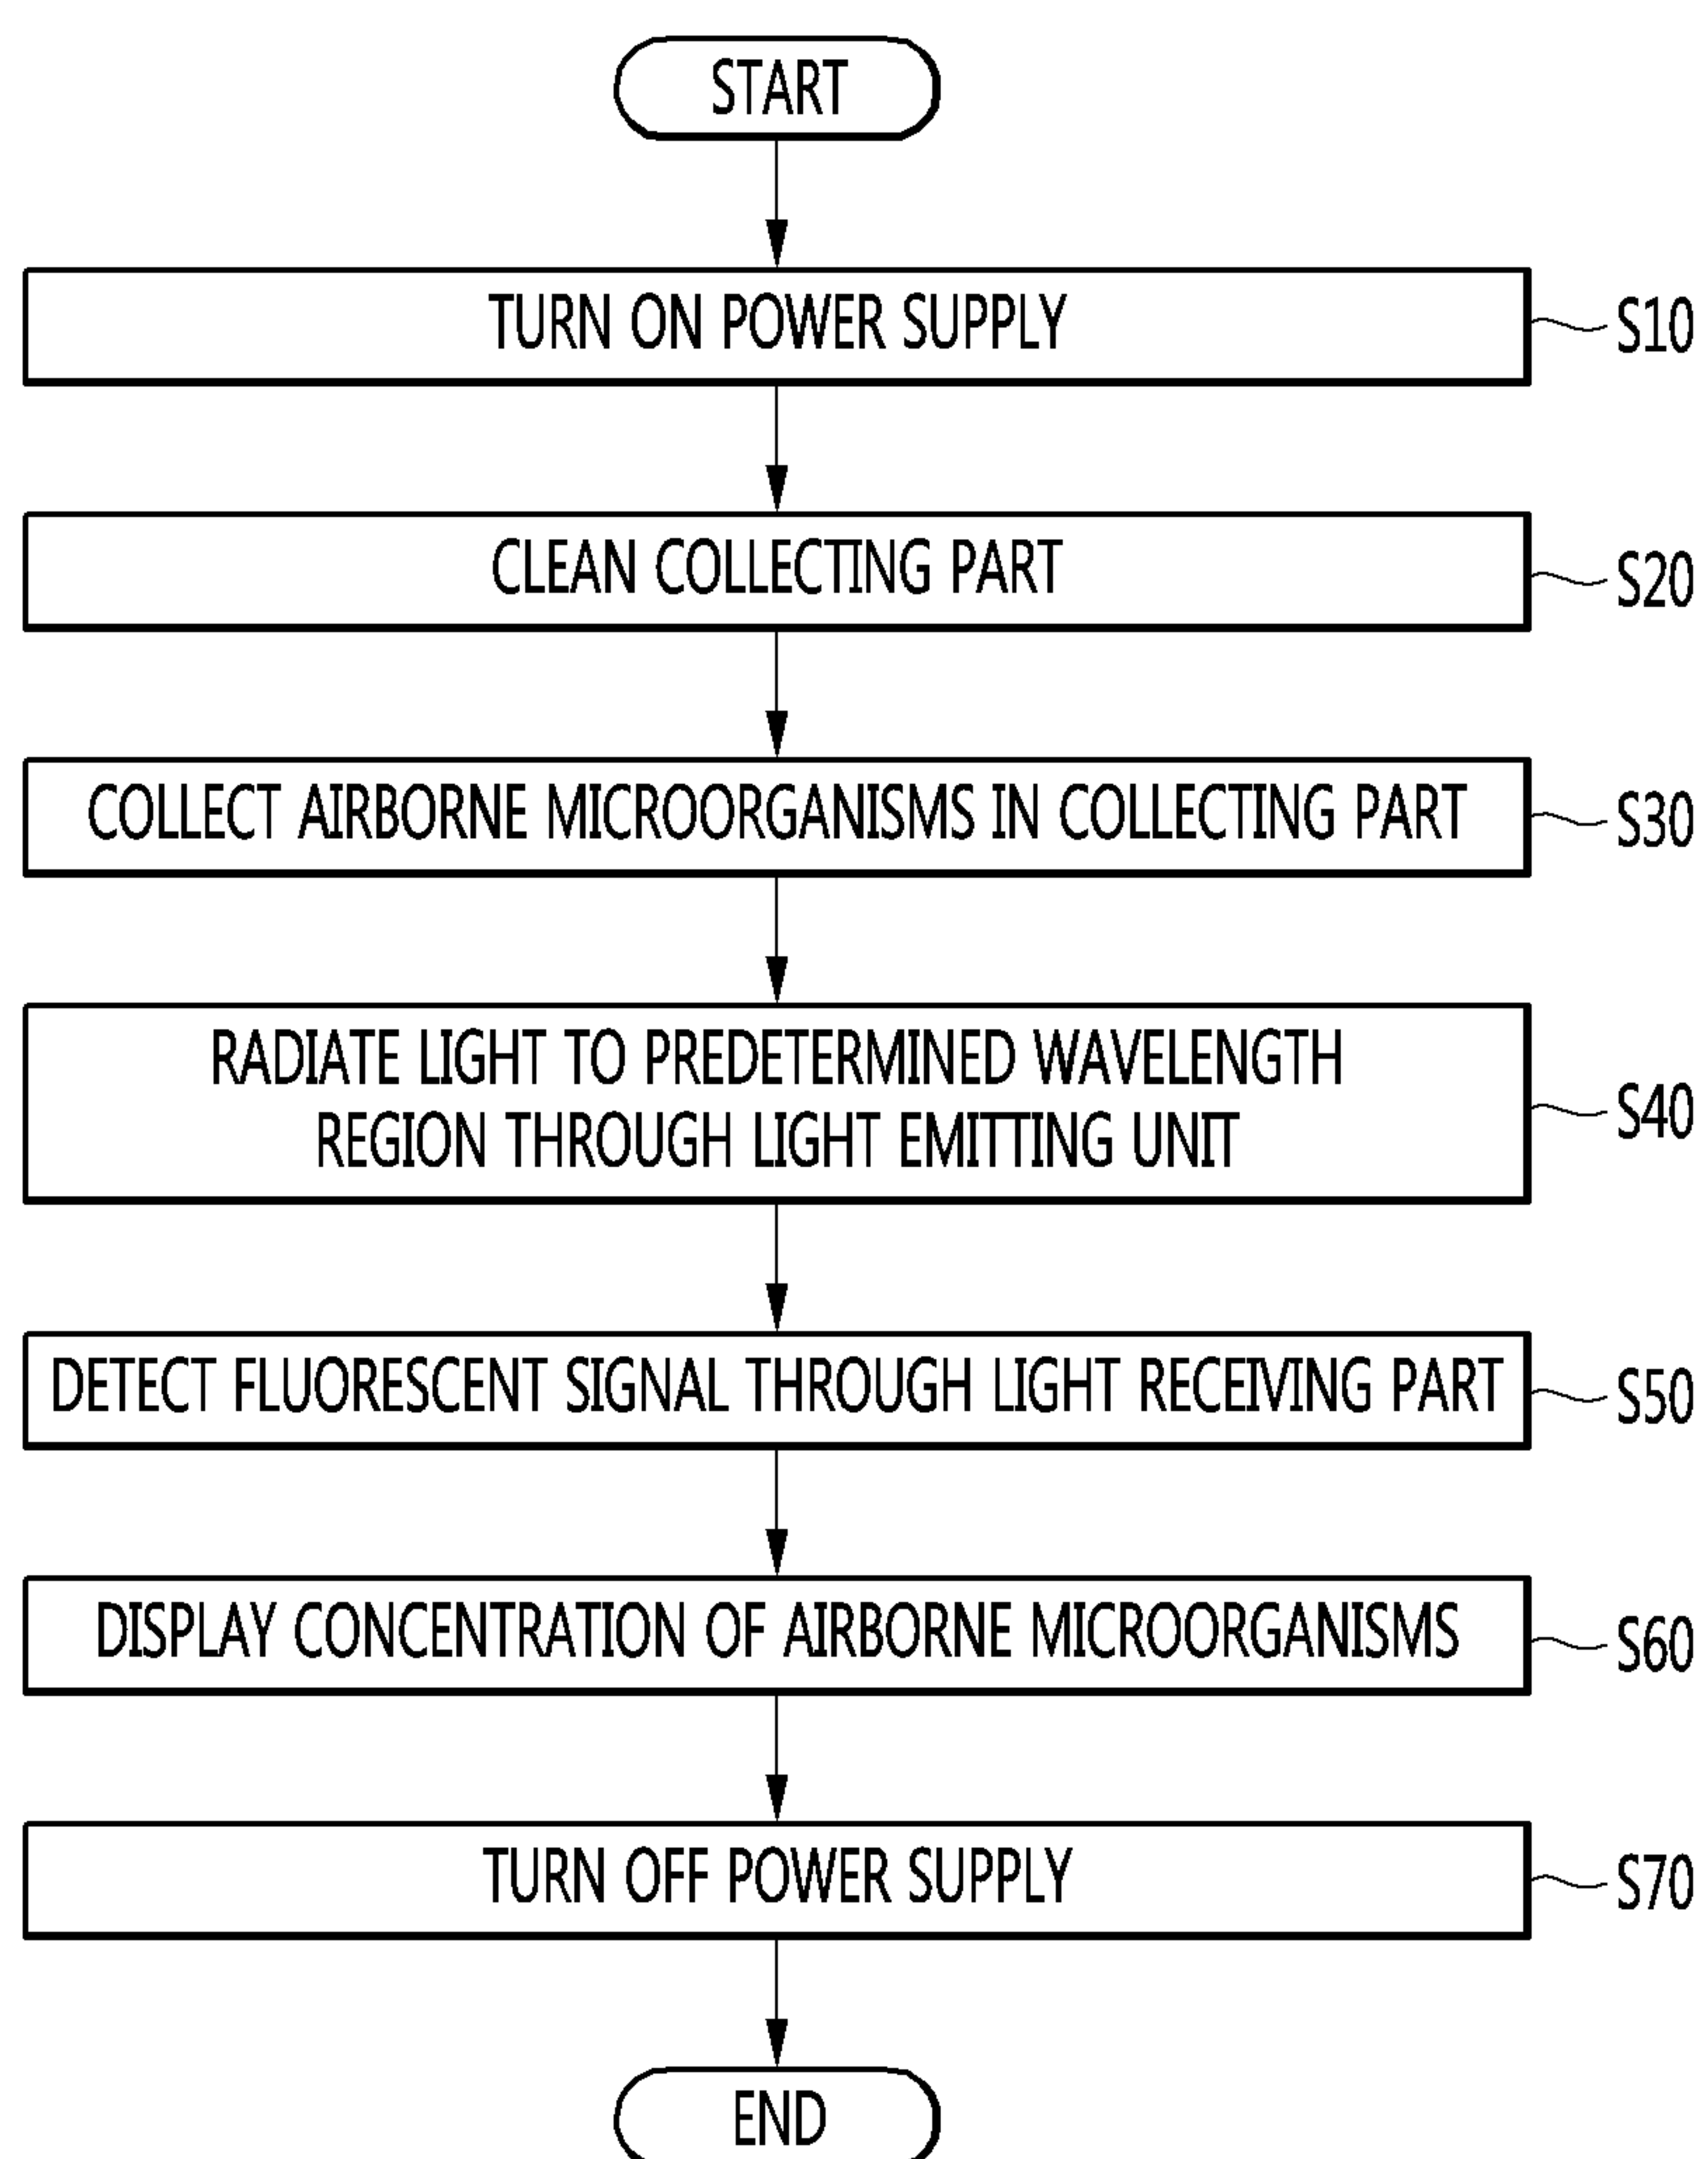 START
TURN ON POWER SUPPLY
S10
CLEAN COLLECTING PART
S20
COLLECT AIRBORNE MICROORGANISMS IN COLLECTING PART
S30
RADIATE LIGHT TO PREDETERMINED WAVELENGTH
REGION THROUGH LIGHT EMITTING UNIT
S40
DETECT FLUORESCENT SIGNAL THROUGH LIGHT RECEIVING PART
S50
DISPLAY CONCENTRATION OF AIRBORNE MICROORGANISMS
S60
TURN OFF POWER SUPPLY
S70
END